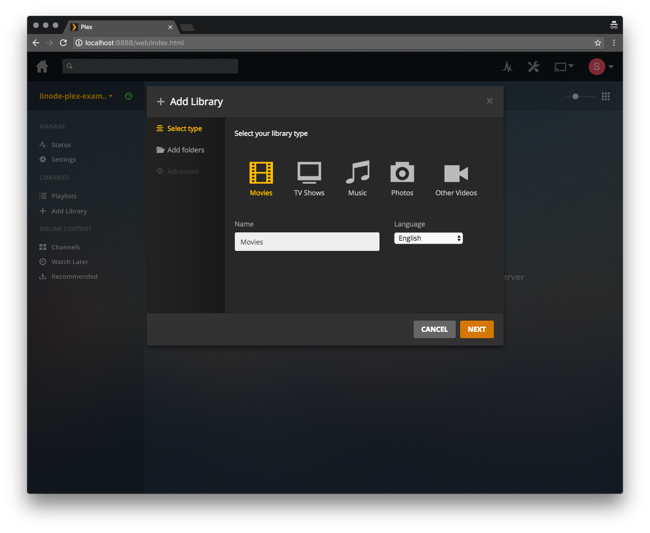 Plex
localhost:8888/web/index.html
S
linode-plex-exam..
MANAGE
Status
Settings
LIBRARIES
Playlists
Add Library
ONLINE CONTENT
Channels
Watch Later
Recommended
Add Library
Select type
Add folders
Advanced
Select your library type
Movies
TV Shows
Music
Photos
Other Videos
Name
Language
Movies
English
erver
CANCEL
NEXT